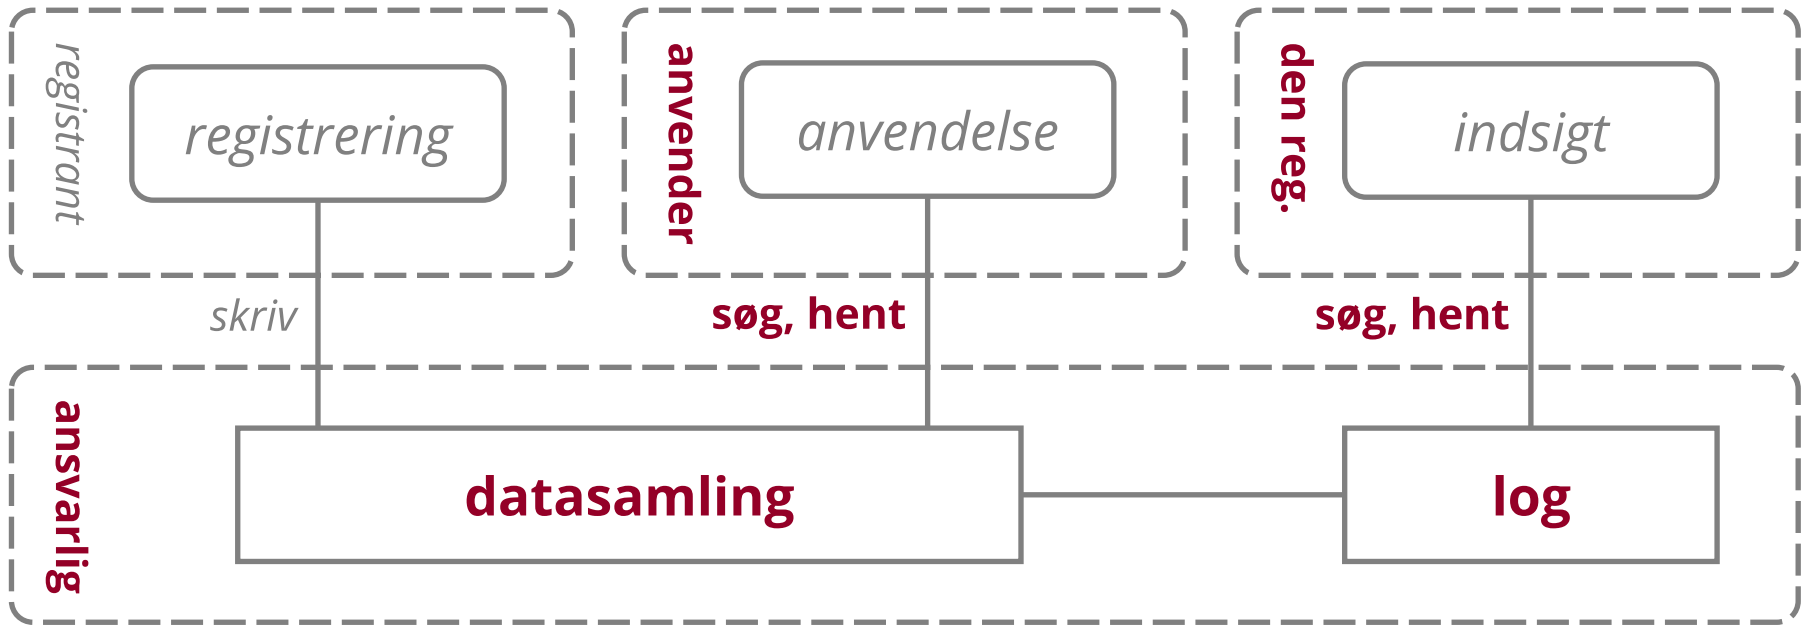 registrant
registrering
anvender
anvendelse
den reg.
indsigt
skriv
søg, hent
søg, hent
ansvarlig
datasamling
log